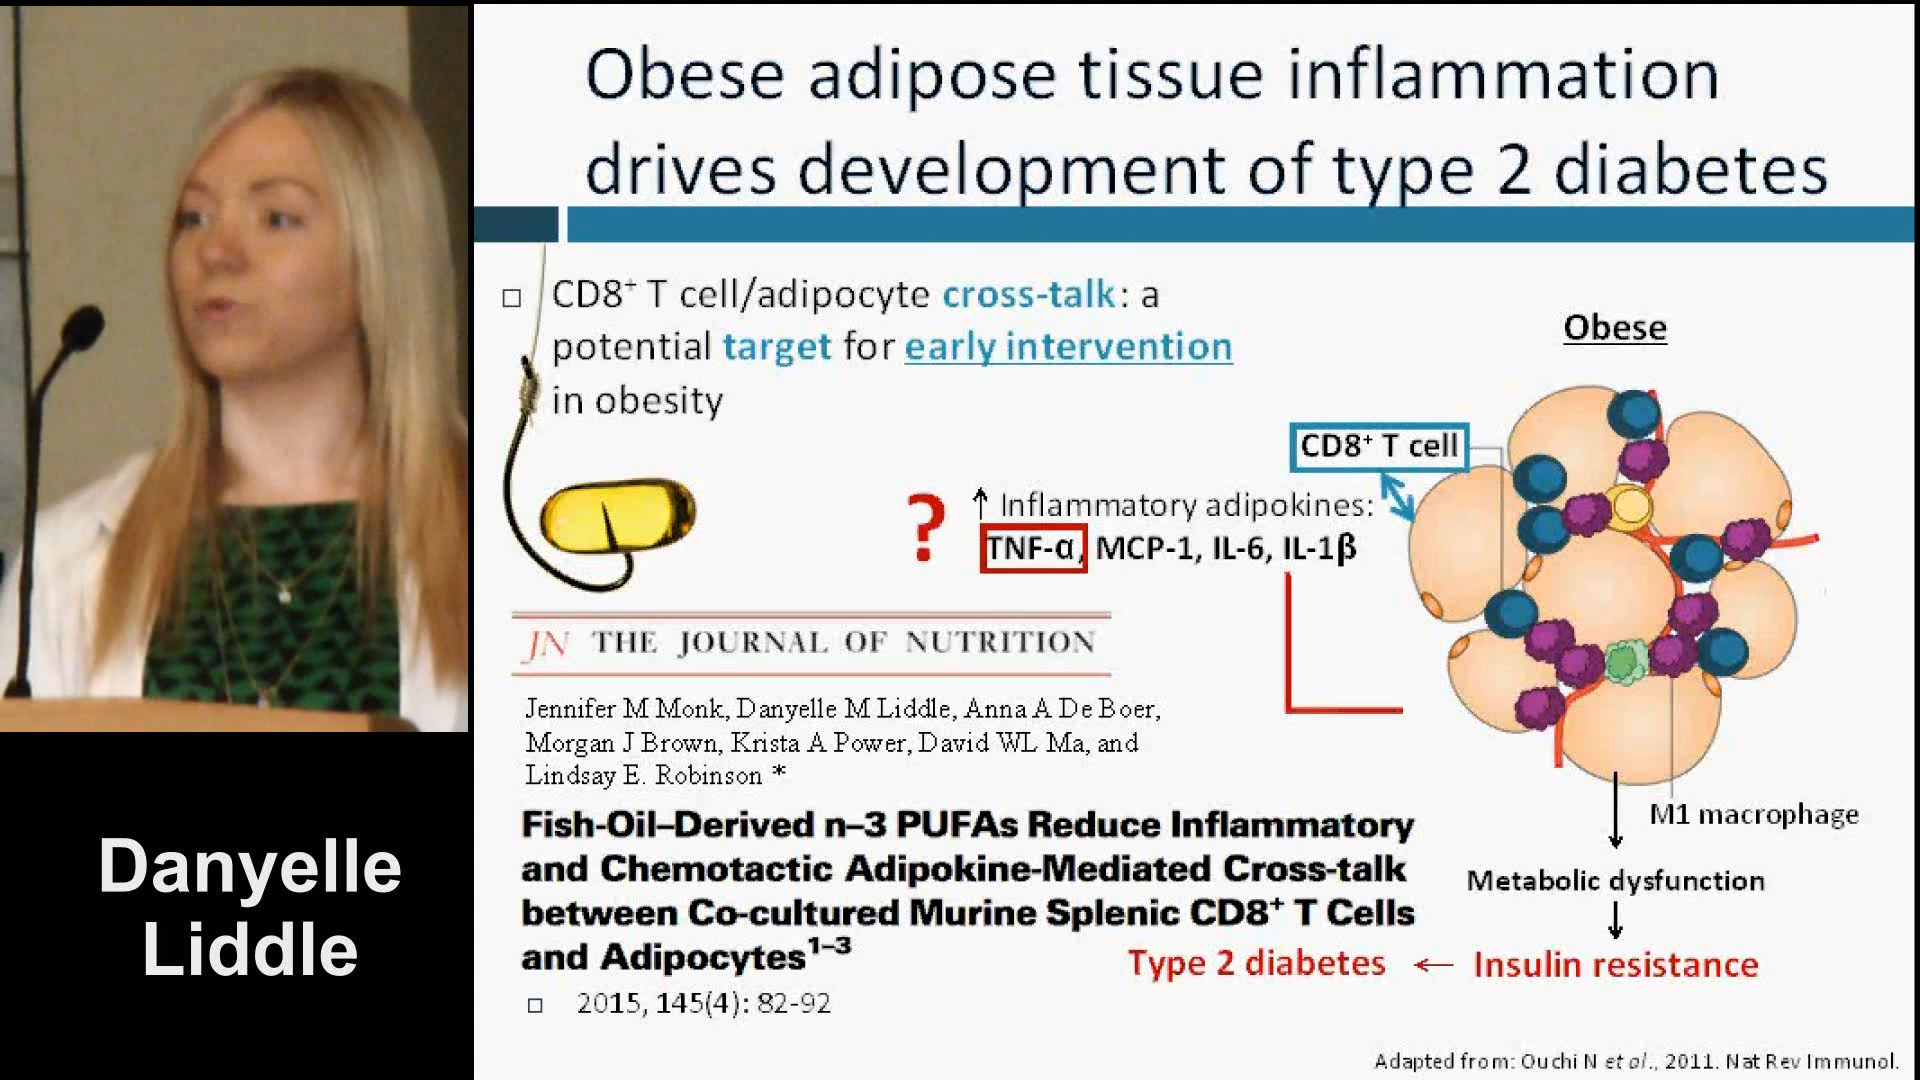 Obese adipose tissue inflammation
drives development of type 2 diabetes
□ CD8⁺ T cell/adipocyte cross-talk: a
potential target for early intervention
in obesity
Obese
CD8⁺ T cell
? ↑ Inflammatory adipokines:
TNF-α, MCP-1, IL-6, IL-1β
JN THE JOURNAL OF NUTRITION
Jennifer M Monk, Danyelle M Liddle, Anna A De Boer,
Morgan J Brown, Krista A Power, David WL Ma, and
Lindsay E. Robinson *
Fish-Oil–Derived n–3 PUFAs Reduce Inflammatory
and Chemotactic Adipokine-Mediated Cross-talk
between Co-cultured Murine Splenic CD8⁺ T Cells
and Adipocytes¹⁻³
□ 2015, 145(4): 82-92
M1 macrophage
Metabolic dysfunction
Type 2 diabetes ← Insulin resistance
Adapted from: Ouchi N et al., 2011. Nat Rev Immunol.
Danyelle
Liddle